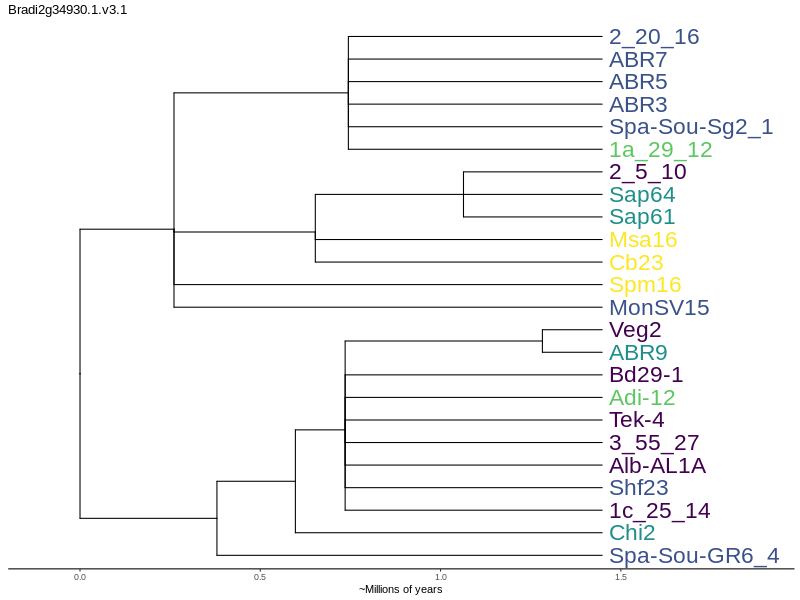 Bradi2g34930.1.v3.1
2_20_16
ABR7
ABR5
ABR3
Spa-Sou-Sg2_1
1a_29_12
2_5_10
Sap64
Sap61
Msa16
Cb23
Spm16
MonSV15
Veg2
ABR9
Bd29-1
Adi-12
Tek-4
3_55_27
Alb-AL1A
Shf23
1c_25_14
Chi2
Spa-Sou-GR6_4
0.0 0.5 1.0 1.5
~Millions of years